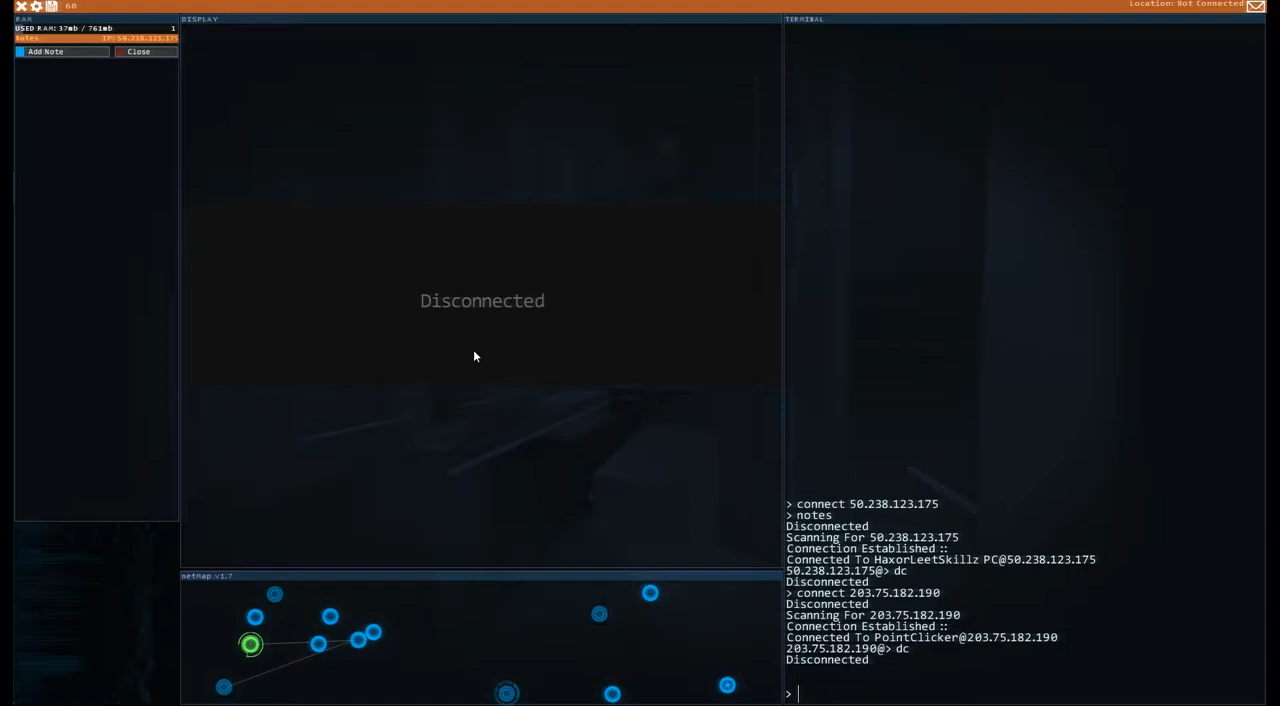 60
Location: Not Connected
RAM
USED RAM: 37mb / 761mb 1
Notes IP: 50.238.123.175
Add Note Close
DISPLAY
Disconnected
netMap v1.7
TERMINAL
> connect 50.238.123.175
> notes
Disconnected
Scanning For 50.238.123.175
Connection Established ::
Connected To HaxorLeetSkillz PC@50.238.123.175
50.238.123.175@> dc
Disconnected
> connect 203.75.182.190
Disconnected
Scanning For 203.75.182.190
Connection Established ::
Connected To PointClicker@203.75.182.190
203.75.182.190@> dc
Disconnected
>